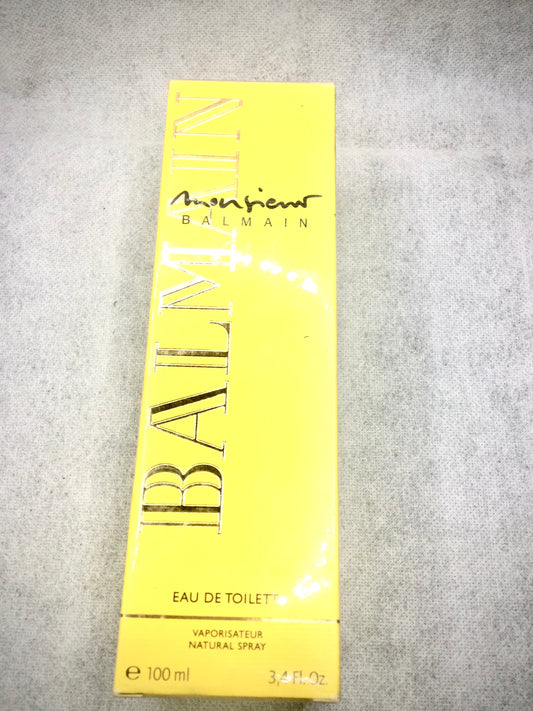 BALMAIN
monsieur
BALMAIN
EAU DE TOILETTE
VAPORISATEUR
NATURAL SPRAY
e 100 ml 3,4 Fl. Oz.